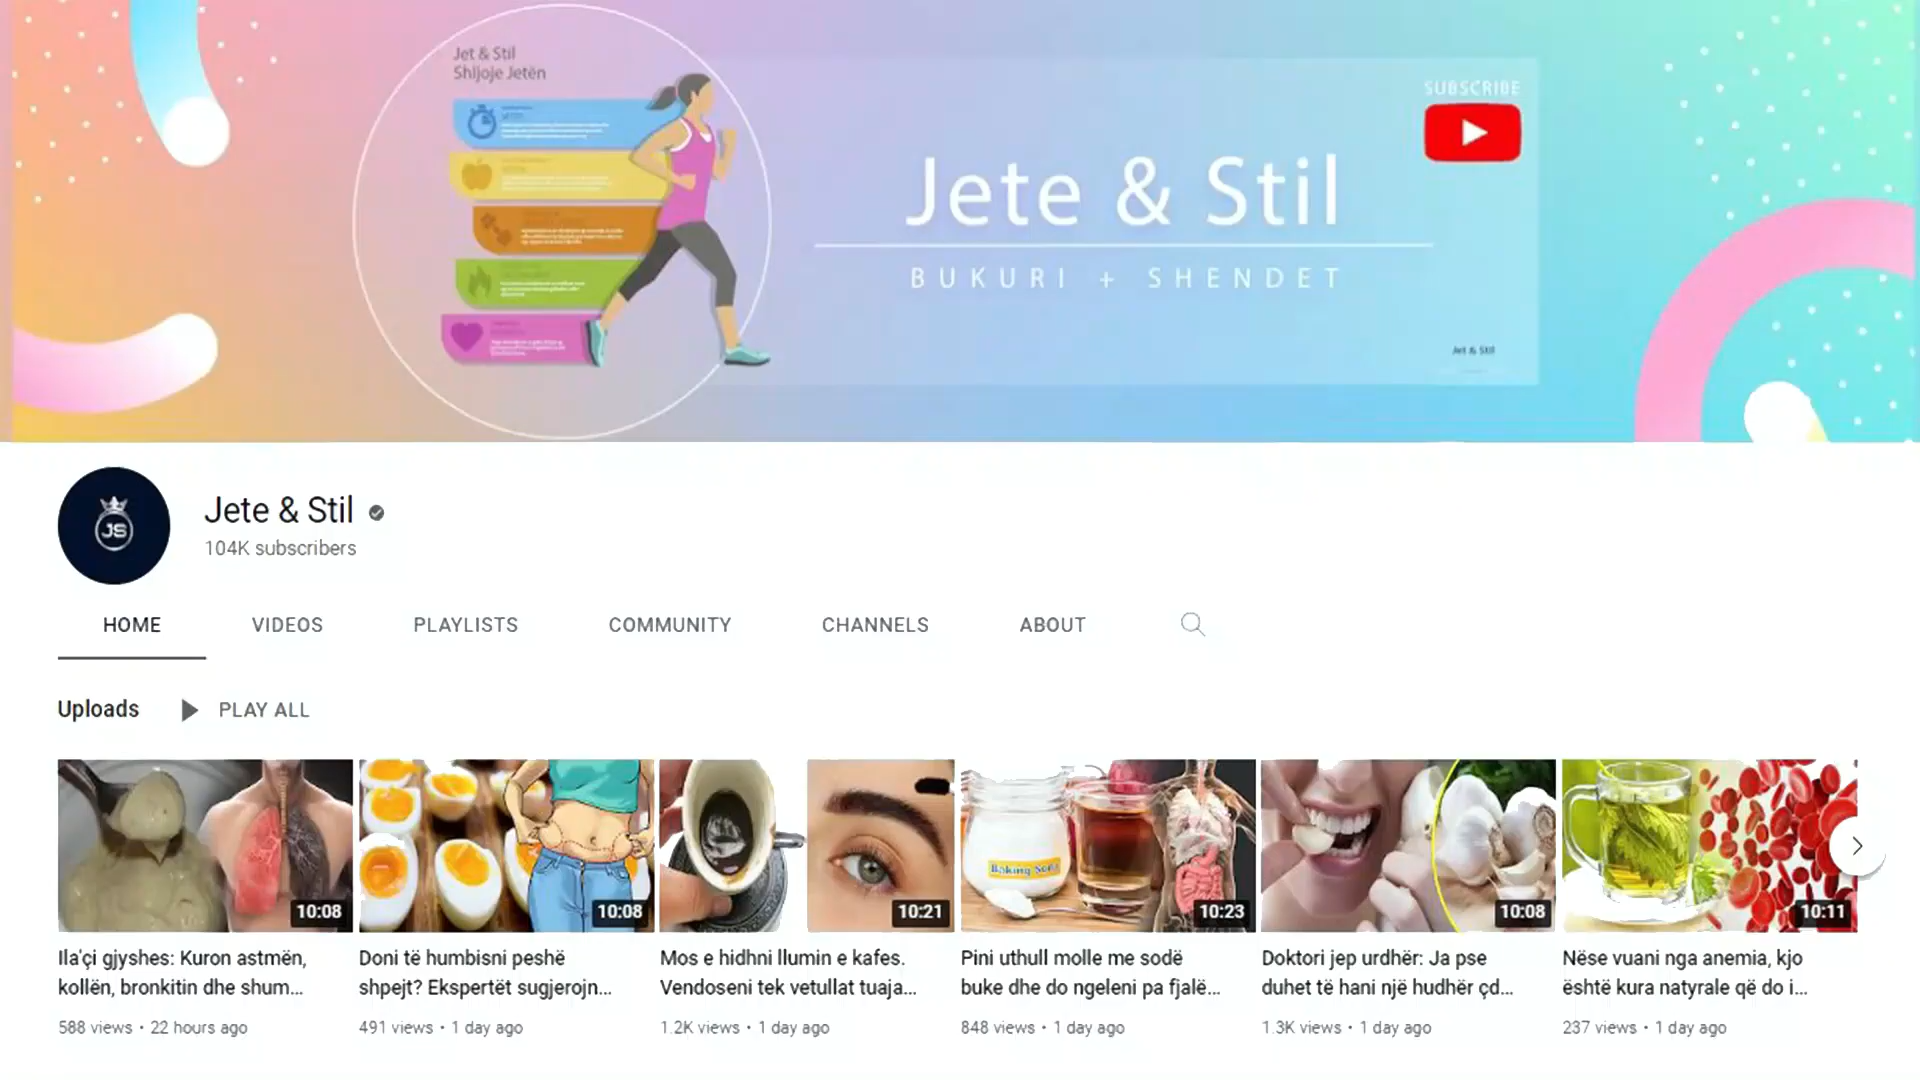 Jet & Stil
Shijoje Jetën
SUBSCRIBE
Jete & Stil
BUKURI + SHENDET
Jet & Stil
JS
Jete & Stil
104K subscribers
HOME VIDEOS PLAYLISTS COMMUNITY CHANNELS ABOUT
Uploads PLAY ALL
Baking Soda
10:08 10:08 10:21 10:23 10:08 10:11
Ila'çi gjyshes: Kuron astmën,
kollën, bronkitin dhe shum...
588 views • 22 hours ago
Doni të humbisni peshë
shpejt? Ekspertët sugjerojn...
491 views • 1 day ago
Mos e hidhni llumin e kafes.
Vendoseni tek vetullat tuaja...
1.2K views • 1 day ago
Pini uthull molle me sodë
buke dhe do ngeleni pa fjalë...
848 views • 1 day ago
Doktori jep urdhër: Ja pse
duhet të hani një hudhër çd...
1.3K views • 1 day ago
Nëse vuani nga anemia, kjo
është kura natyrale që do i...
237 views • 1 day ago